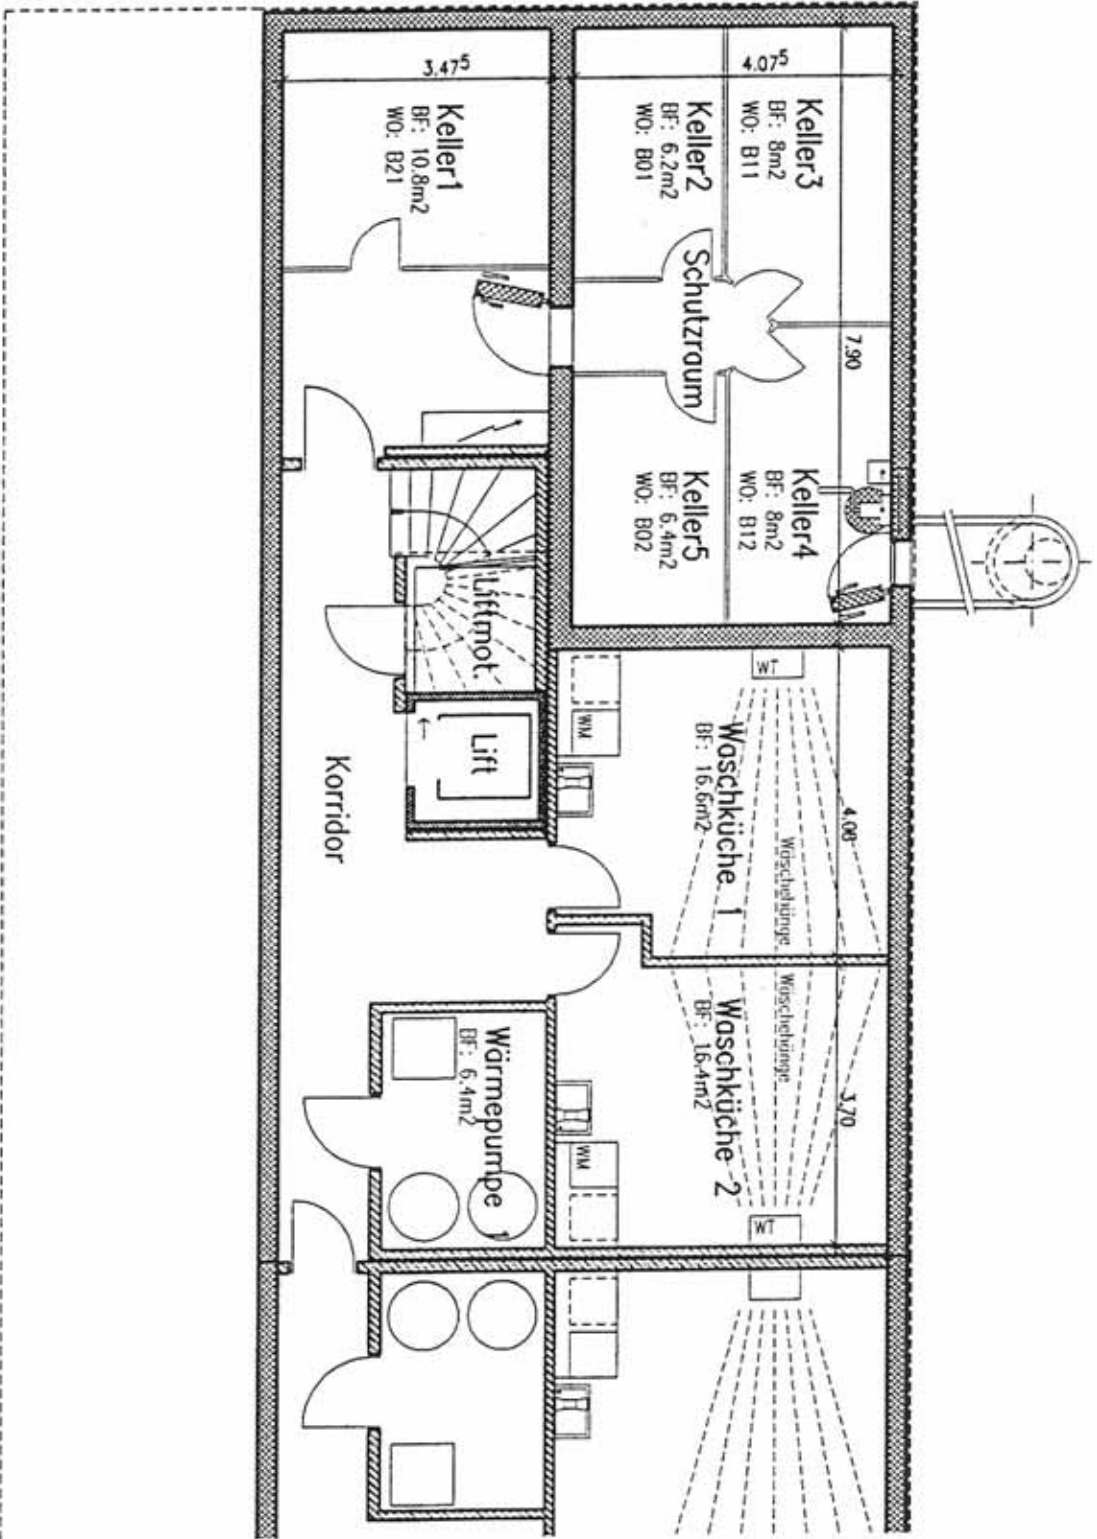 3.47⁵
4.07⁵
Keller3
BF: 8m2
WO: B11
Keller2
BF: 6.2m2
WO: B01
Keller1
BF: 10.8m2
WO: B21
Schutzraum
7.90
Keller4
BF: 8m2
WO: B12
Keller5
BF: 6.4m2
WO: B02
Liftmot.
Lift
Korridor
WT
WM
Waschküche 1
BF: 16.6m2
4.08
Wäschehänge
Wäschehänge
Waschküche 2
BF: 16.4m2
3.70
WM
WT
Wärmepumpe 1
BF: 6.4m2